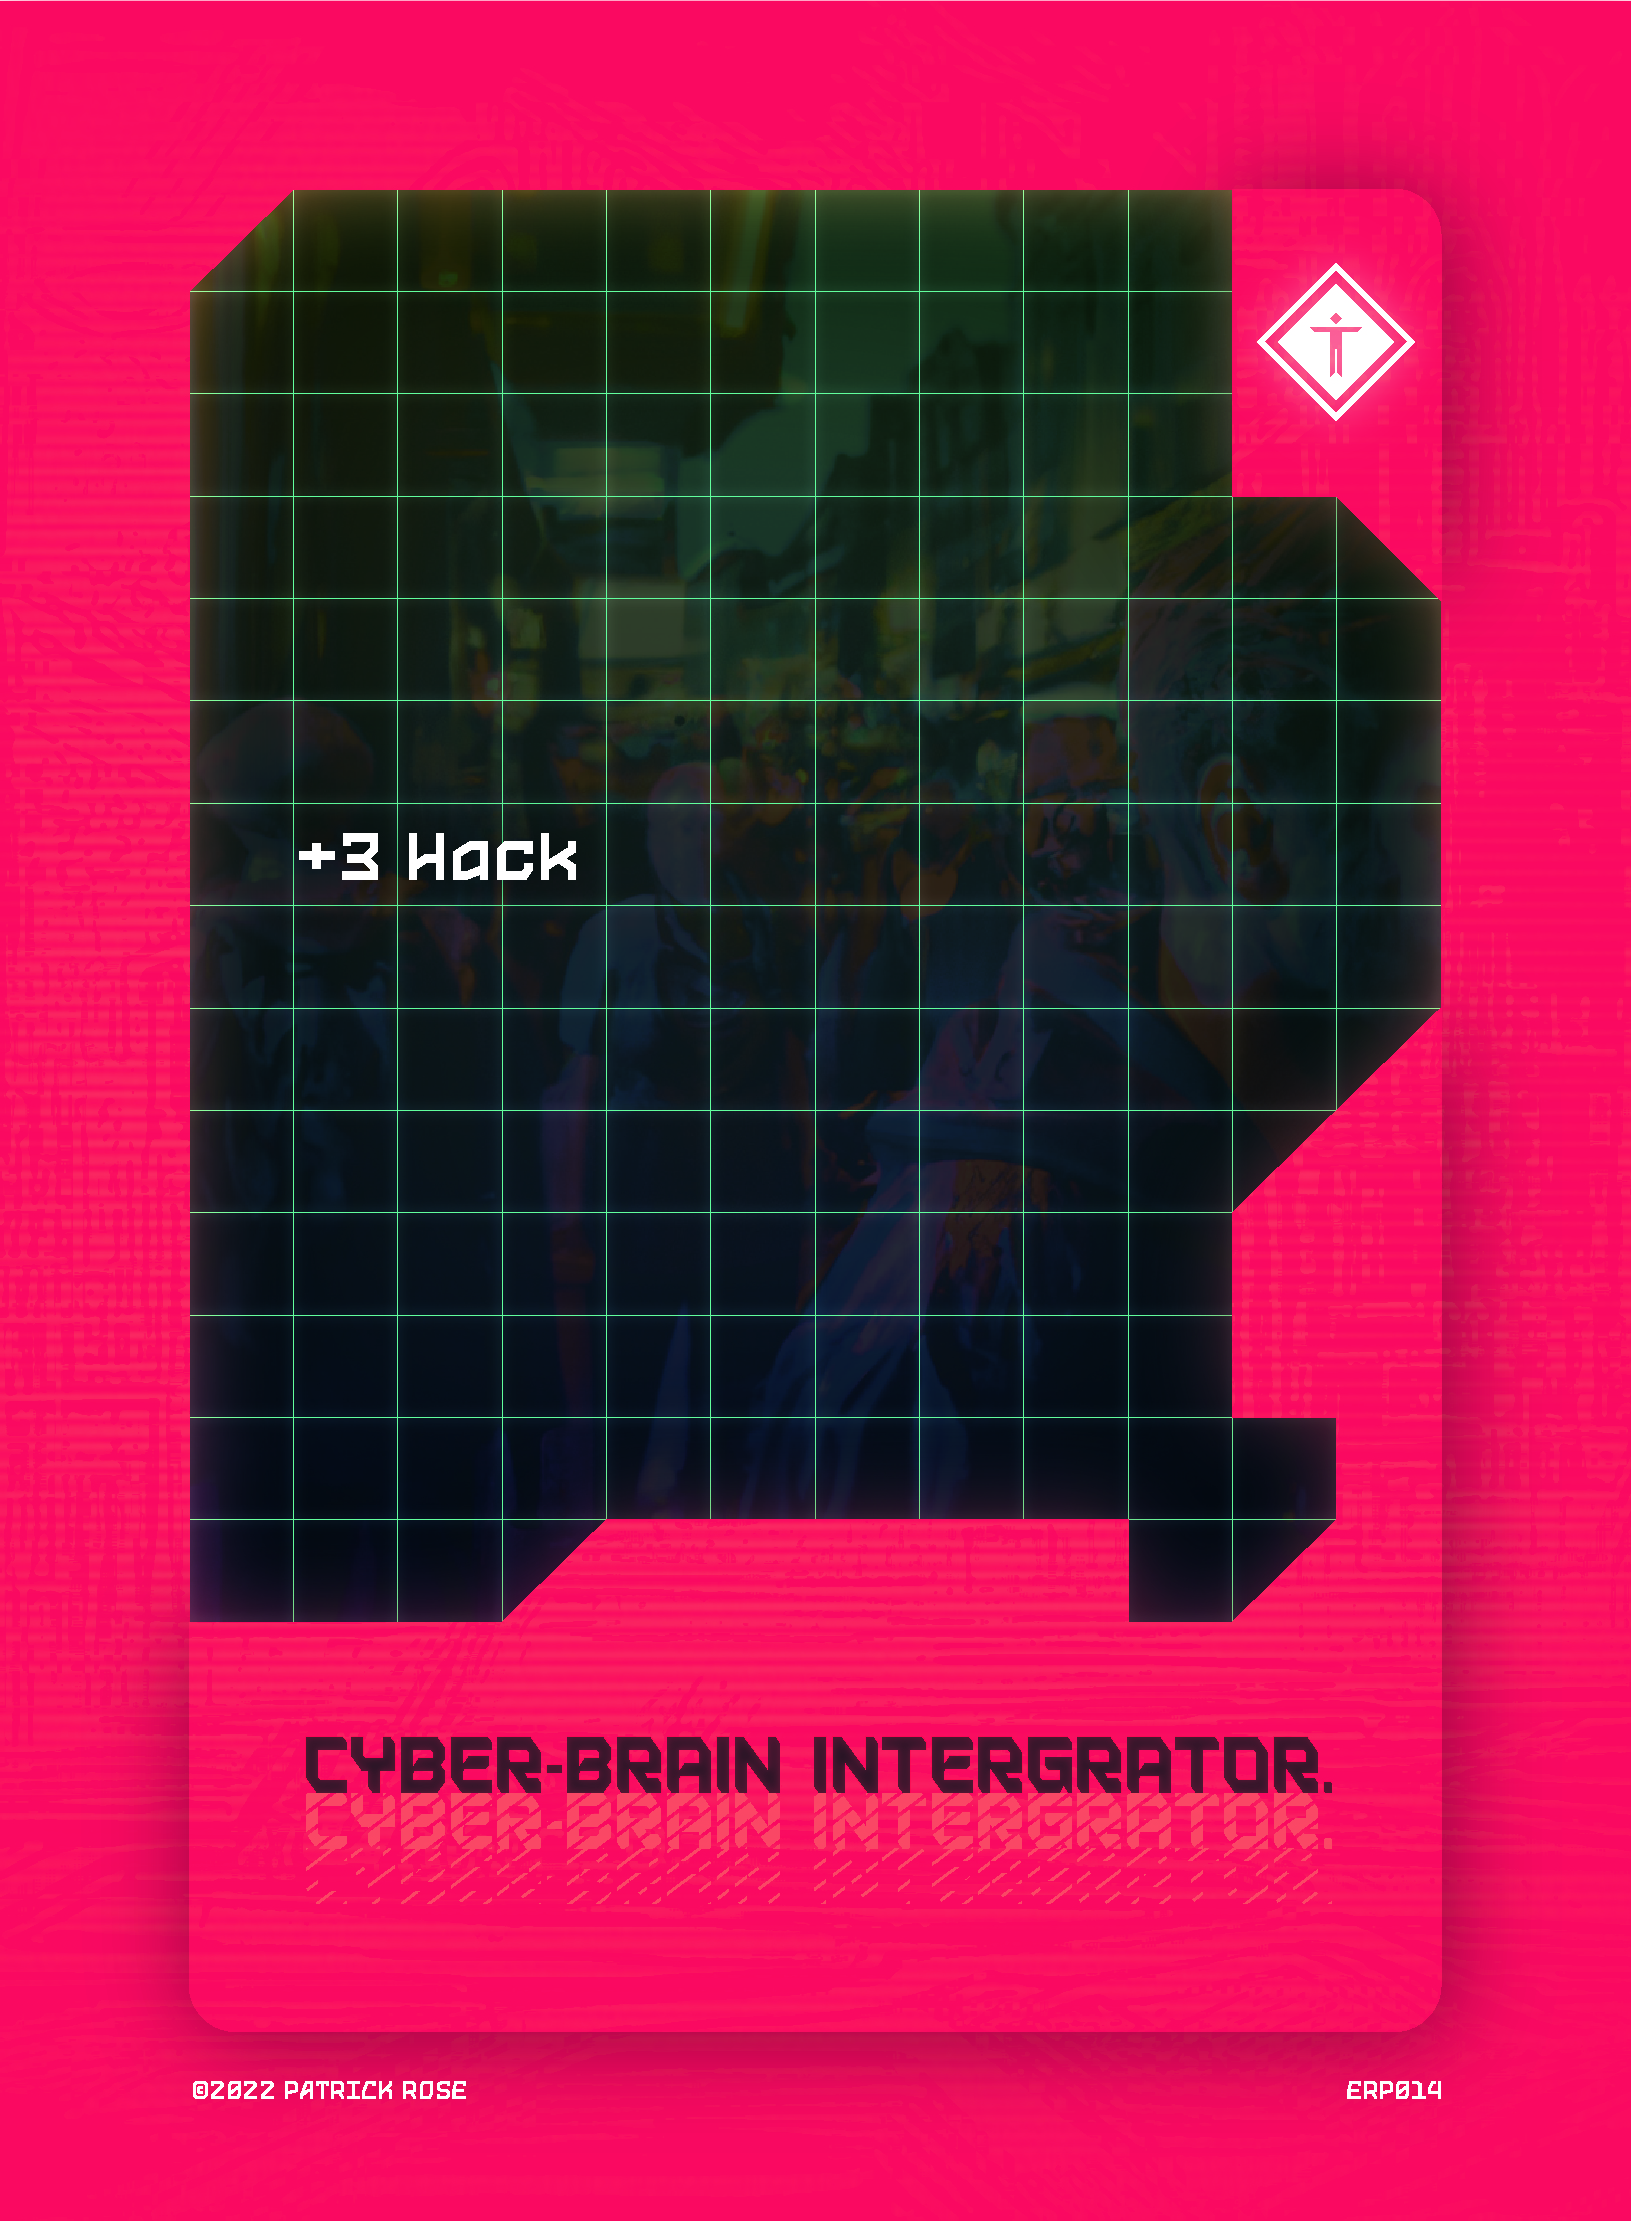 +3 Hack
CYBER-BRAIN INTERGRATOR.
CYBER-BRAIN INTERGRATOR.
©2022 PATRICK ROSE
ERP014